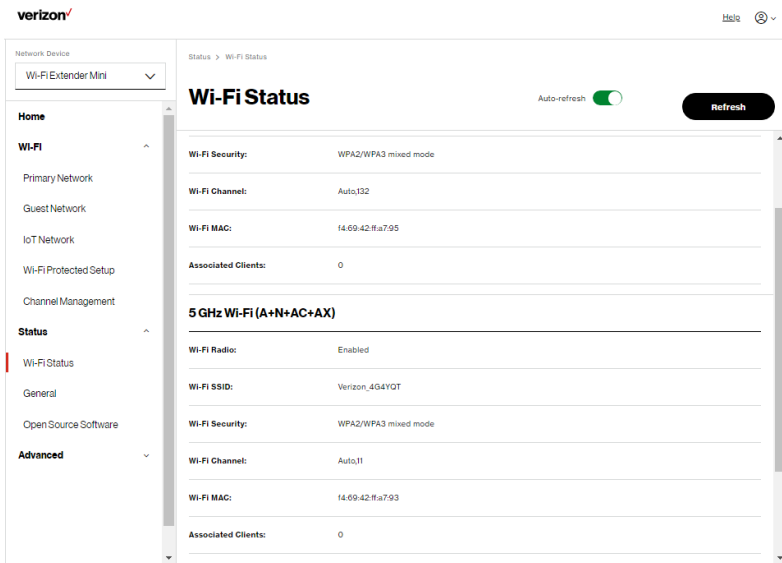 verizon✓
Help
Network Device
Wi-Fi Extender Mini
Home
Wi-Fi
Primary Network
Guest Network
IoT Network
Wi-Fi Protected Setup
Channel Management
Status
Wi-Fi Status
General
Open Source Software
Advanced
Status > Wi-Fi Status
Wi-Fi Status
Auto-refresh
Refresh
Wi-Fi Security: WPA2/WPA3 mixed mode
Wi-Fi Channel: Auto,132
Wi-Fi MAC: f4:69:42:ff:a7:95
Associated Clients: 0
5 GHz Wi-Fi (A+N+AC+AX)
Wi-Fi Radio: Enabled
Wi-Fi SSID: Verizon_4G4YQT
Wi-Fi Security: WPA2/WPA3 mixed mode
Wi-Fi Channel: Auto,11
Wi-Fi MAC: f4:69:42:ff:a7:93
Associated Clients: 0